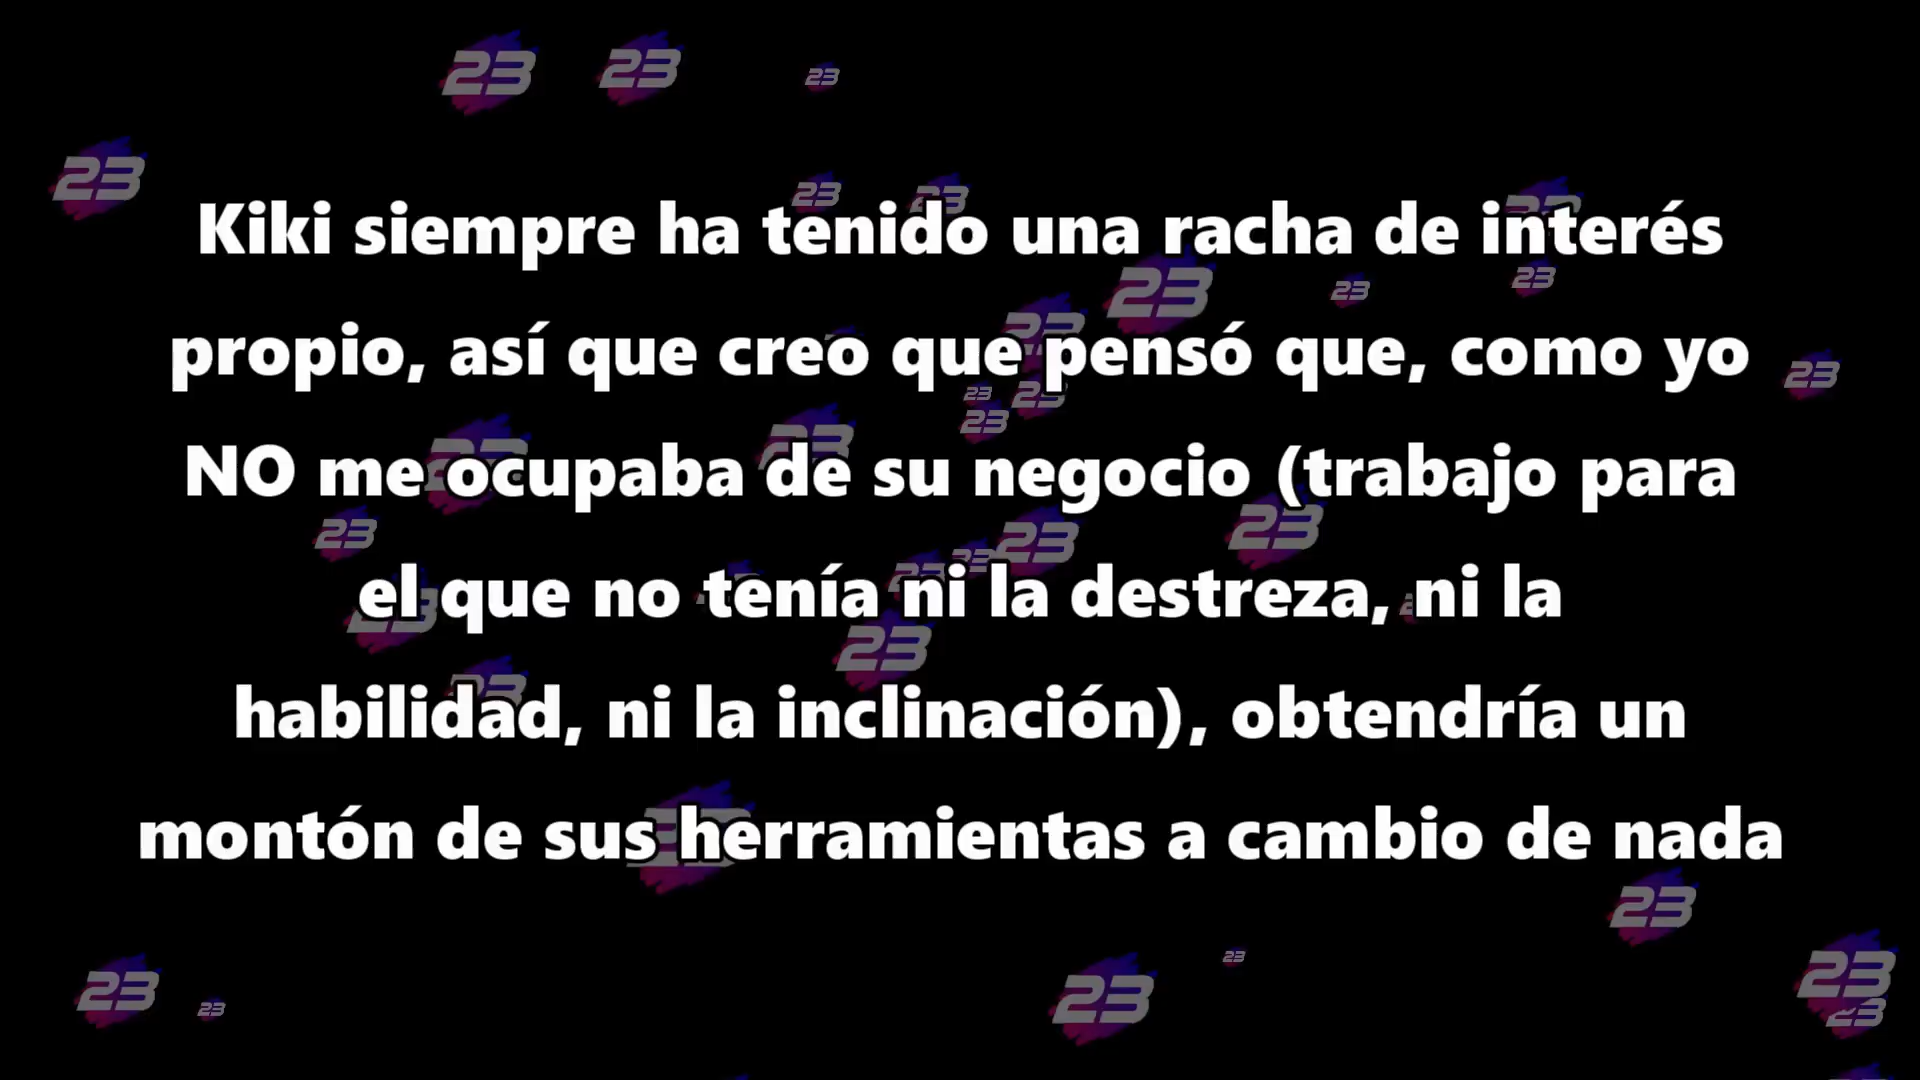 Kiki siempre ha tenido una racha de interés
propio, así que creo que pensó que, como yo
NO me ocupaba de su negocio (trabajo para
el que no tenía ni la destreza, ni la
habilidad, ni la inclinación), obtendría un
montón de sus herramientas a cambio de nada
23